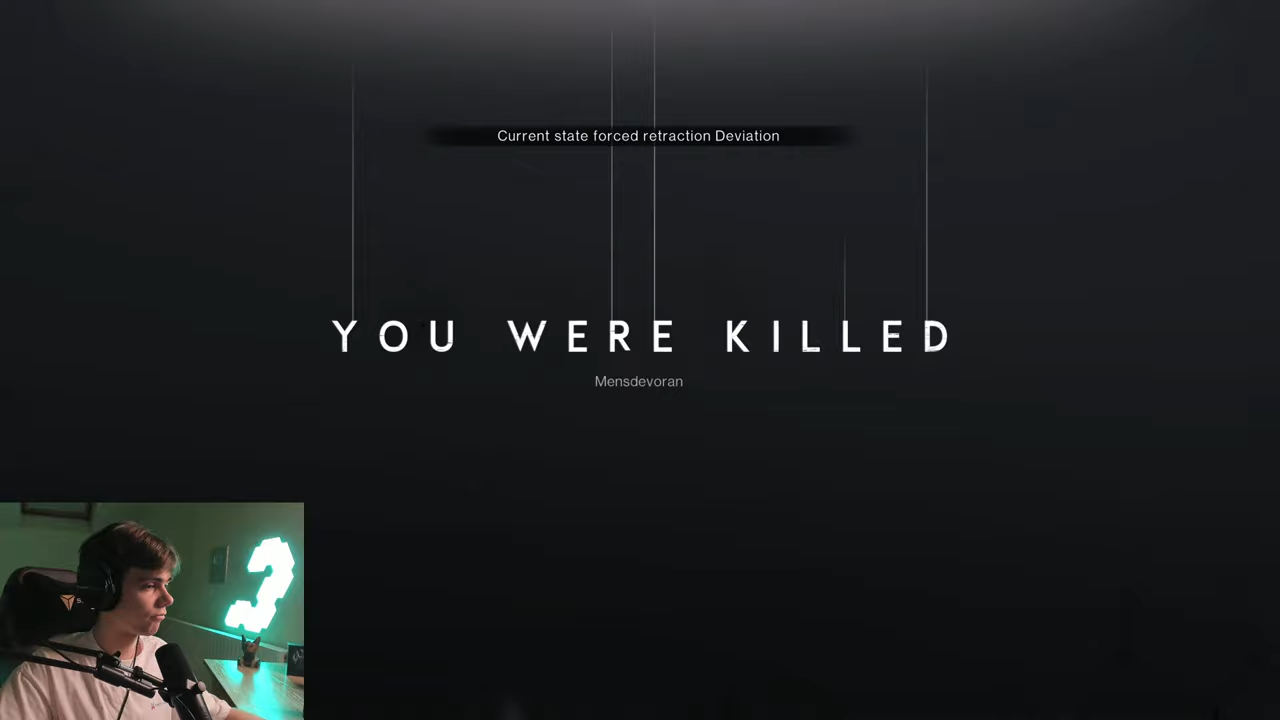 Current state forced retraction Deviation
YOU WERE KILLED
Mensdevoran